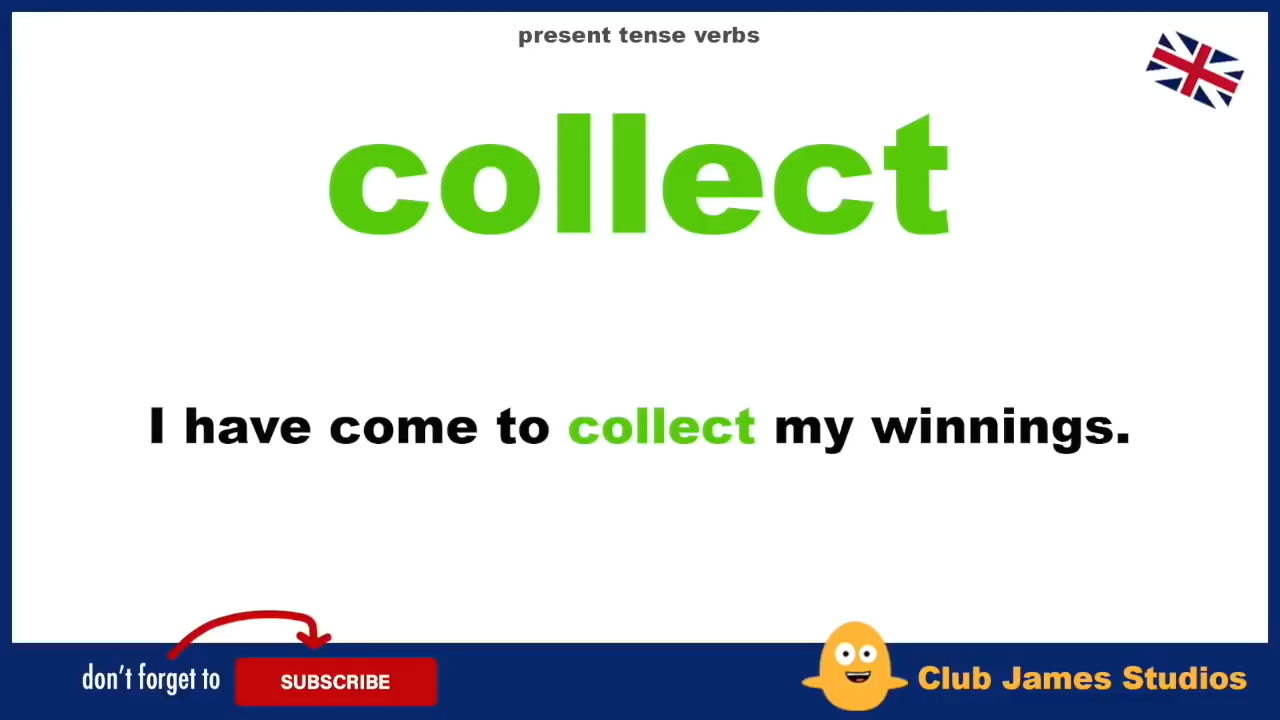 present tense verbs
collect
I have come to collect my winnings.
don't forget to SUBSCRIBE
Club James Studios